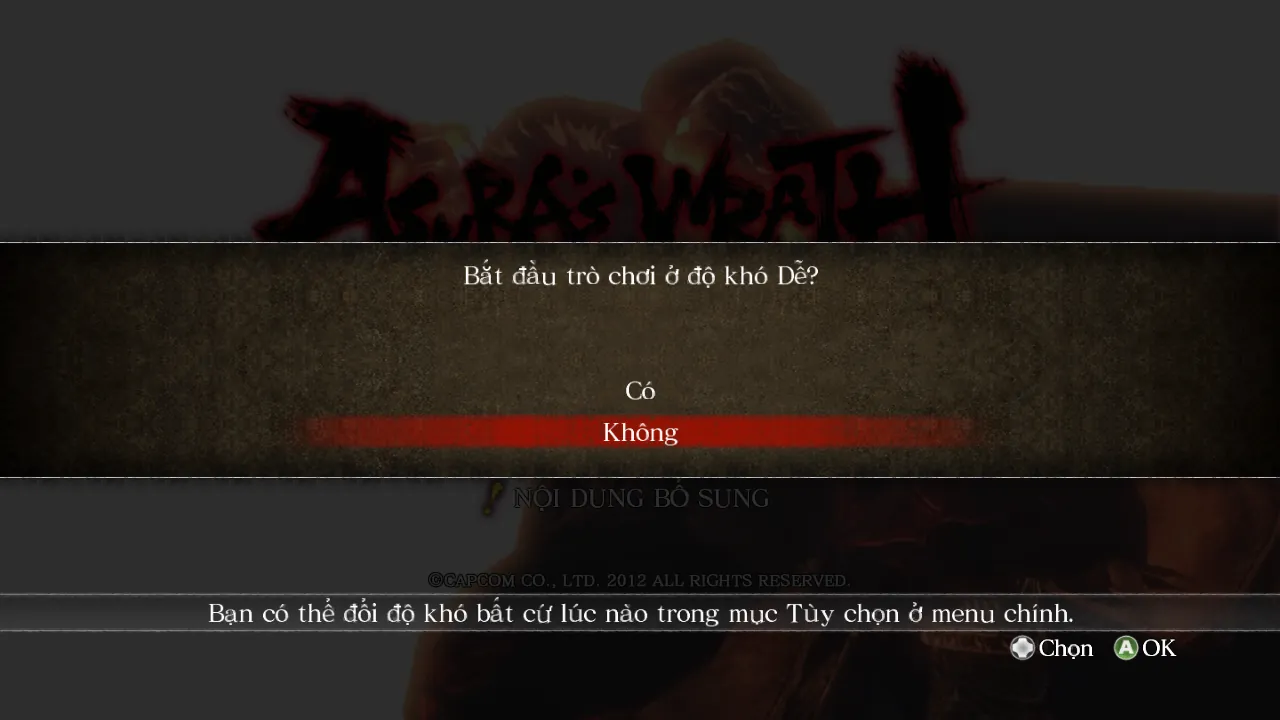 ASURA'S WRATH
Bắt đầu trò chơi ở độ khó Dễ?
Có
Không
! NỘI DUNG BỔ SUNG
©CAPCOM CO., LTD. 2012 ALL RIGHTS RESERVED.
Bạn có thể đổi độ khó bất cứ lúc nào trong mục Tùy chọn ở menu chính.
Chọn A OK